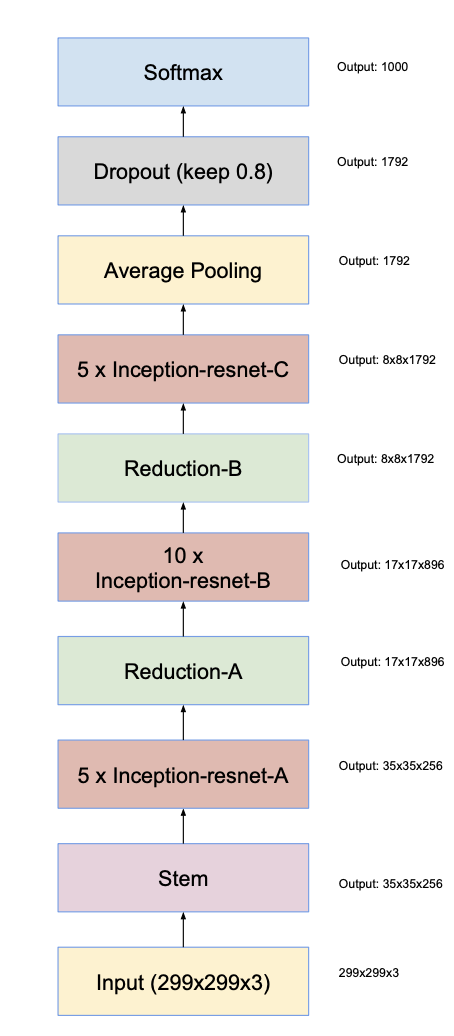 Softmax
Output: 1000
Dropout (keep 0.8)
Output: 1792
Average Pooling
Output: 1792
5 x Inception-resnet-C
Output: 8x8x1792
Reduction-B
Output: 8x8x1792
10 x
Inception-resnet-B
Output: 17x17x896
Reduction-A
Output: 17x17x896
5 x Inception-resnet-A
Output: 35x35x256
Stem
Output: 35x35x256
Input (299x299x3)
299x299x3